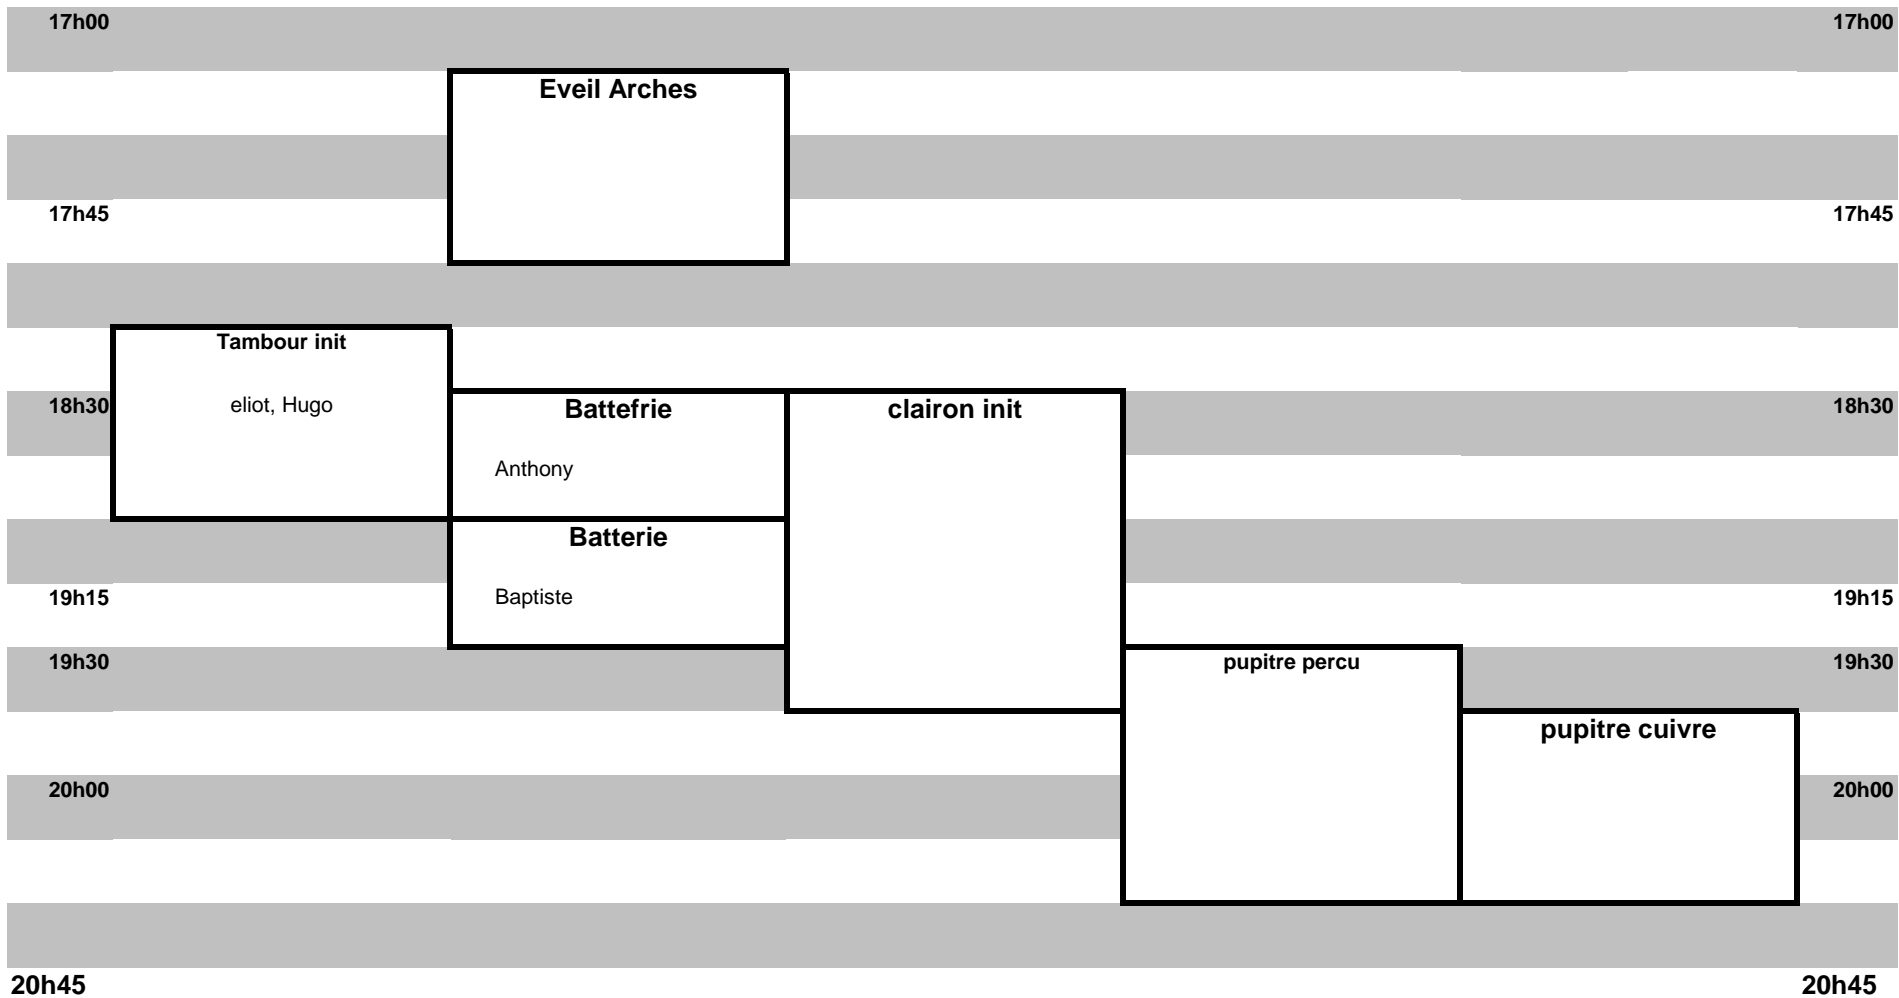 17h00 17h00
Eveil Arches
17h45 17h45
Tambour init
18h30 eliot, Hugo Battefrie clairon init 18h30
Anthony
Batterie
19h15 Baptiste 19h15
19h30 pupitre percu 19h30
pupitre cuivre
20h00 20h00
20h45 20h45